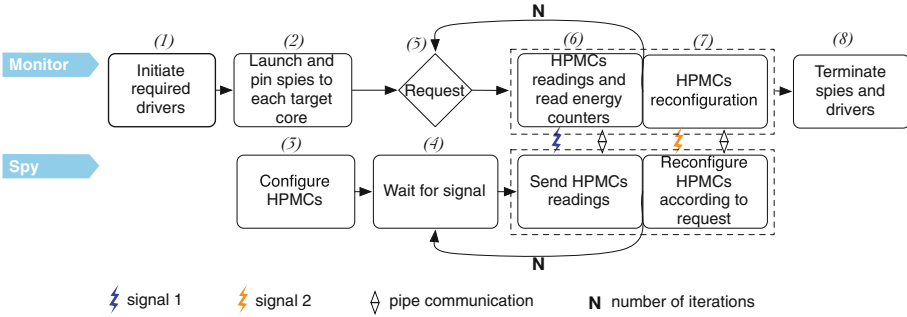 N
(1)
(2)
(5)
(6)
(7)
(8)
Monitor
Initiate
required
drivers
Launch and
pin spies to
each target
core
Request
HPMCs
readings and
read energy
counters
HPMCs
reconfiguration
Terminate
spies and
drivers
(3)
(4)
Spy
Configure
HPMCs
Wait for signal
Send HPMCs
readings
Reconfigure
HPMCs
according to
request
N
signal 1
signal 2
pipe communication
N number of iterations